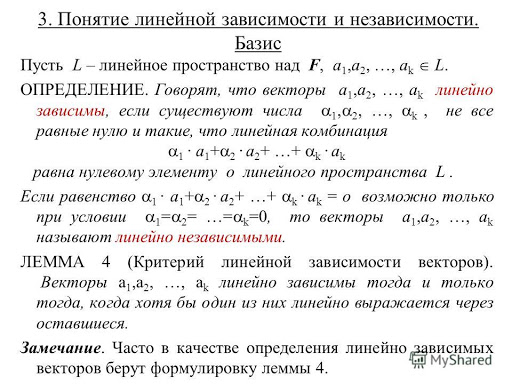 3. Понятие линейной зависимости и независимости.
Базис
Пусть L – линейное пространство над F, a1,a2, …, ak ∈ L.
ОПРЕДЕЛЕНИЕ. Говорят, что векторы a1,a2, …, ak линейно
зависимы, если существуют числа α1,α2, …, αk , не все
равные нулю и такие, что линейная комбинация
α1 · a1+α2 · a2+ …+ αk · ak
равна нулевому элементу о линейного пространства L .
Если равенство α1 · a1+α2 · a2+ …+ αk · ak = о возможно только
при условии α1=α2= …=αk=0, то векторы a1,a2, …, ak
называют линейно независимыми.
ЛЕММА 4 (Критерий линейной зависимости векторов).
Векторы a1,a2, …, ak линейно зависимы тогда и только
тогда, когда хотя бы один из них линейно выражается через
оставшиеся.
Замечание. Часто в качестве определения линейно зависимых
векторов берут формулировку леммы 4.
MyShared